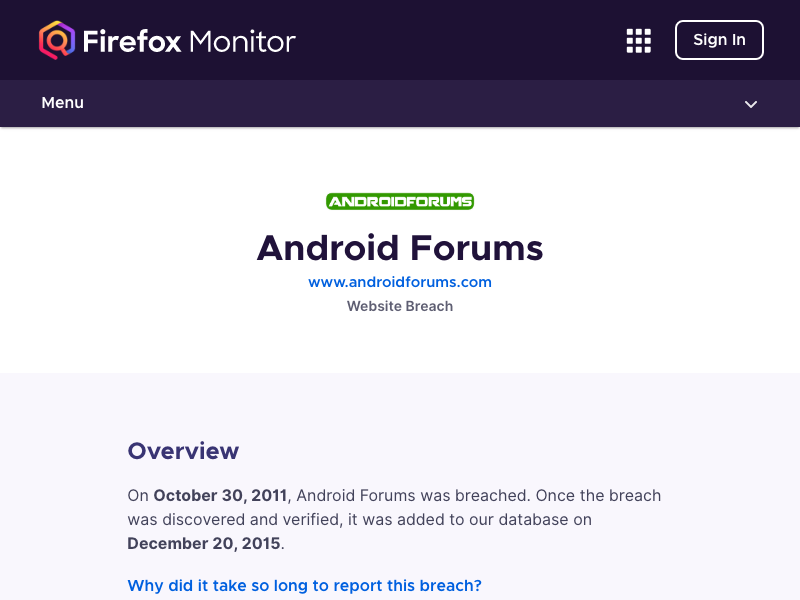 Firefox Monitor
Sign In
Menu
ANDROIDFORUMS
Android Forums
www.androidforums.com
Website Breach
Overview
On October 30, 2011, Android Forums was breached. Once the breach
was discovered and verified, it was added to our database on
December 20, 2015.
Why did it take so long to report this breach?